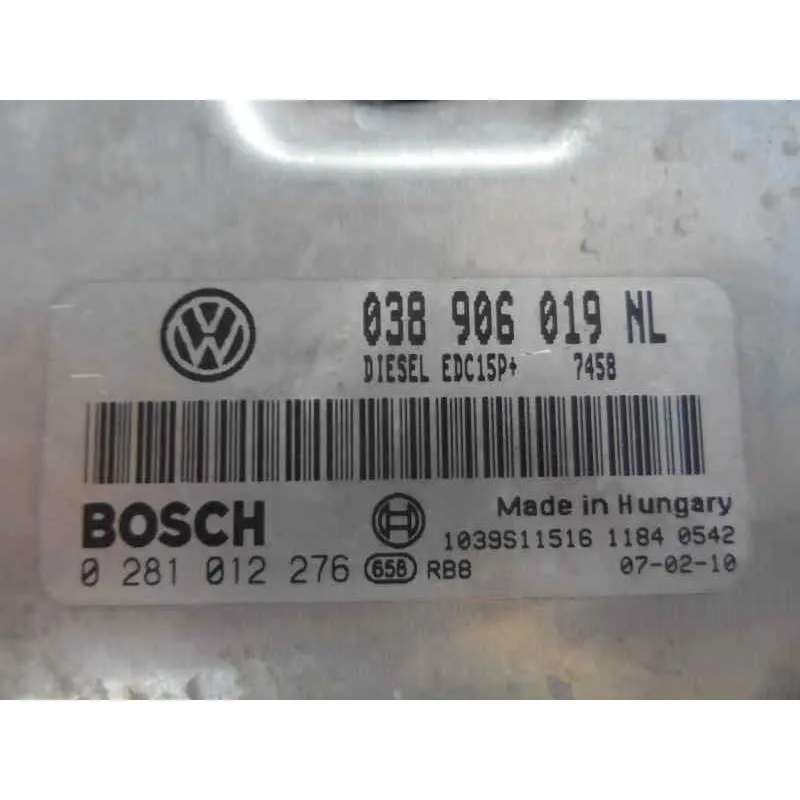 038 906 019 NL
DIESEL EDC15P+ 7458
BOSCH
Made in Hungary
1039S11516 1184 0542
0 281 012 276 658 RB8 07-02-10